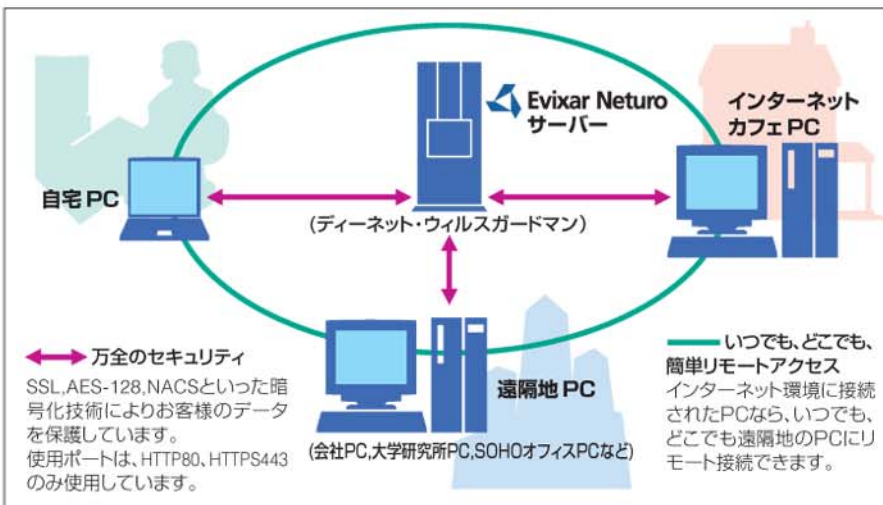 Evixar Neturo
サーバー
インターネット
カフェPC
自宅PC
(ディーネット・ウィルスガードマン)
万全のセキュリティ
SSL,AES-128,NACSといった暗
号化技術によりお客様のデータ
を保護しています。
使用ポートは、HTTP80、HTTPS443
のみ使用しています。
遠隔地PC
(会社PC,大学研究所PC,SOHOオフィスPCなど)
いつでも、どこでも、
簡単リモートアクセス
インターネット環境に接続
されたPCなら、いつでも、
どこでも遠隔地のPCにリ
モート接続できます。